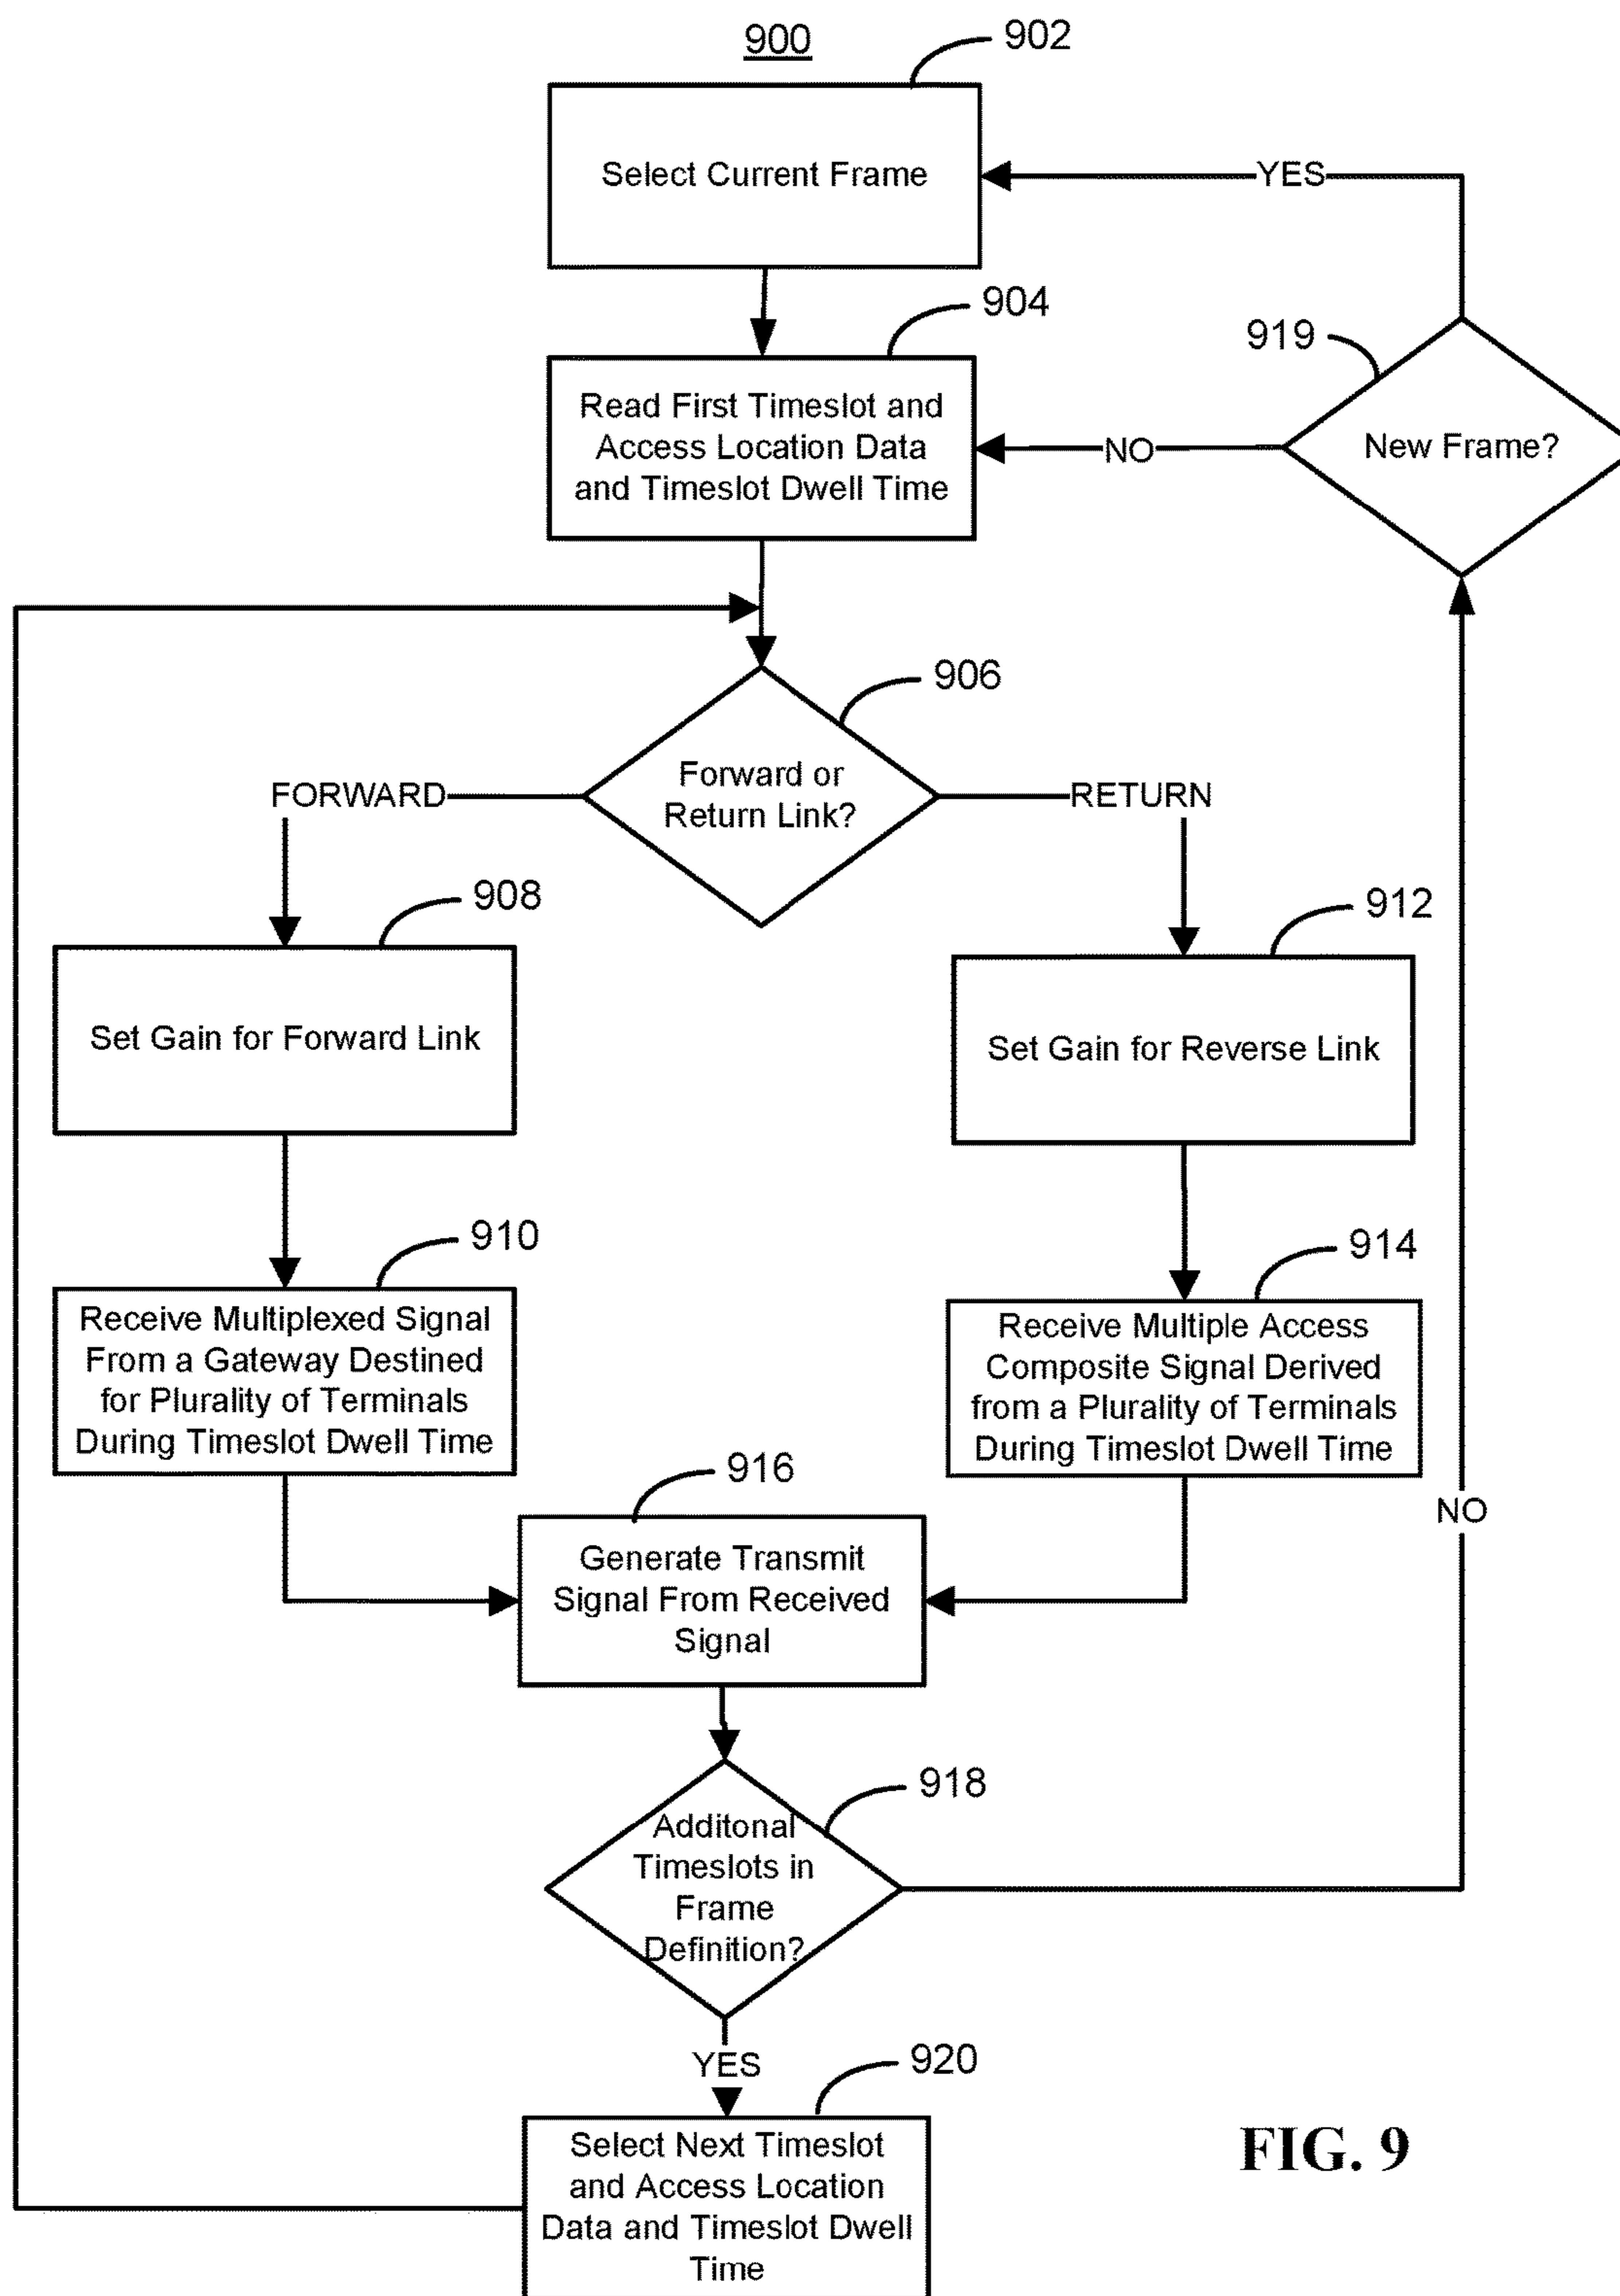 900
902
Select Current Frame
YES
904
919
Read First Timeslot and
Access Location Data
and Timeslot Dwell Time
NO
New Frame?
906
Forward or
Return Link?
FORWARD
RETURN
908
912
Set Gain for Forward Link
Set Gain for Reverse Link
910
914
Receive Multiplexed Signal
From a Gateway Destined
for Plurality of Terminals
During Timeslot Dwell Time
Receive Multiple Access
Composite Signal Derived
from a Plurality of Terminals
During Timeslot Dwell Time
916
NO
Generate Transmit
Signal From Received
Signal
918
Additonal
Timeslots in
Frame
Definition?
YES
920
Select Next Timeslot
and Access Location
Data and Timeslot Dwell
Time
FIG. 9